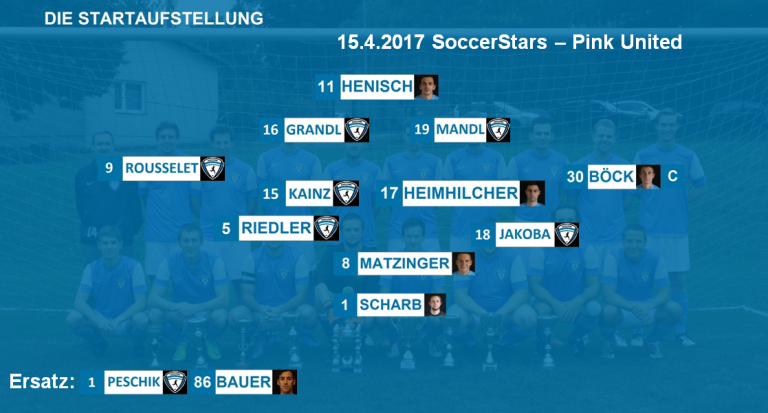 DIE STARTAUFSTELLUNG
15.4.2017 SoccerStars – Pink United
11 HENISCH
16 GRANDL 19 MANDL
9 ROUSSELET 30 BÖCK C
15 KAINZ 17 HEIMHILCHER
5 RIEDLER 18 JAKOBA
8 MATZINGER
1 SCHARB
Ersatz: 1 PESCHIK 86 BAUER